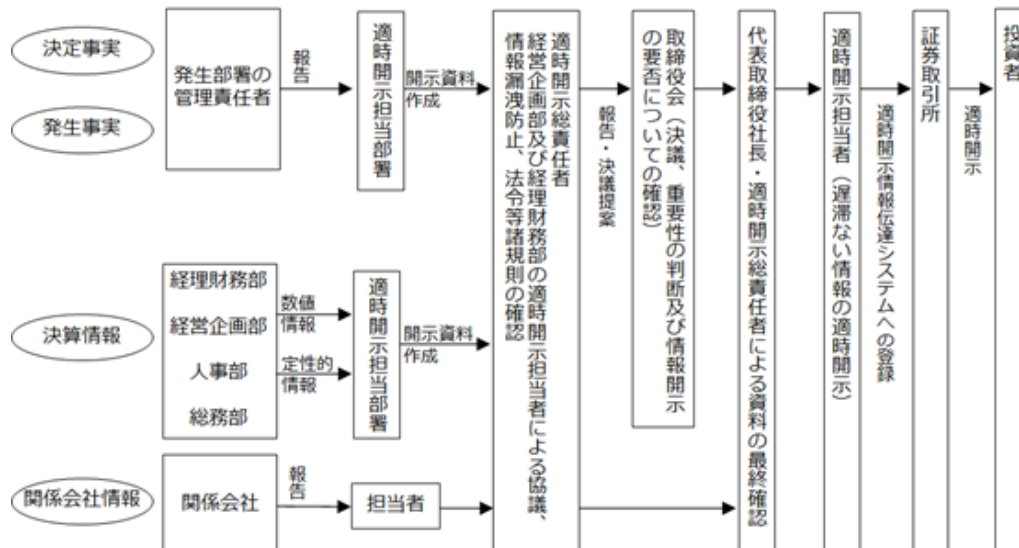 決定事実
発生事実
発生部署の
管理責任者
報告
適時開示担当部署
開示資料
作成
決算情報
経理財務部
経営企画部
人事部
総務部
数値
情報
定性的
情報
適時開示担当部署
開示資料
作成
関係会社情報
関係会社
報告
担当者
適時開示総責任者
経営企画部及び経理財務部の適時開示担当者による協議、
情報漏洩防止、法令等諸規則の確認
報告・決議提案
取締役会（決議、重要性の判断及び情報開示
の要否についての確認）
代表取締役社長・適時開示総責任者による資料の最終確認
適時開示担当者（遅滞ない情報の適時開示）
適時開示情報伝達システムへの登録
証券取引所
適時開示
投資者